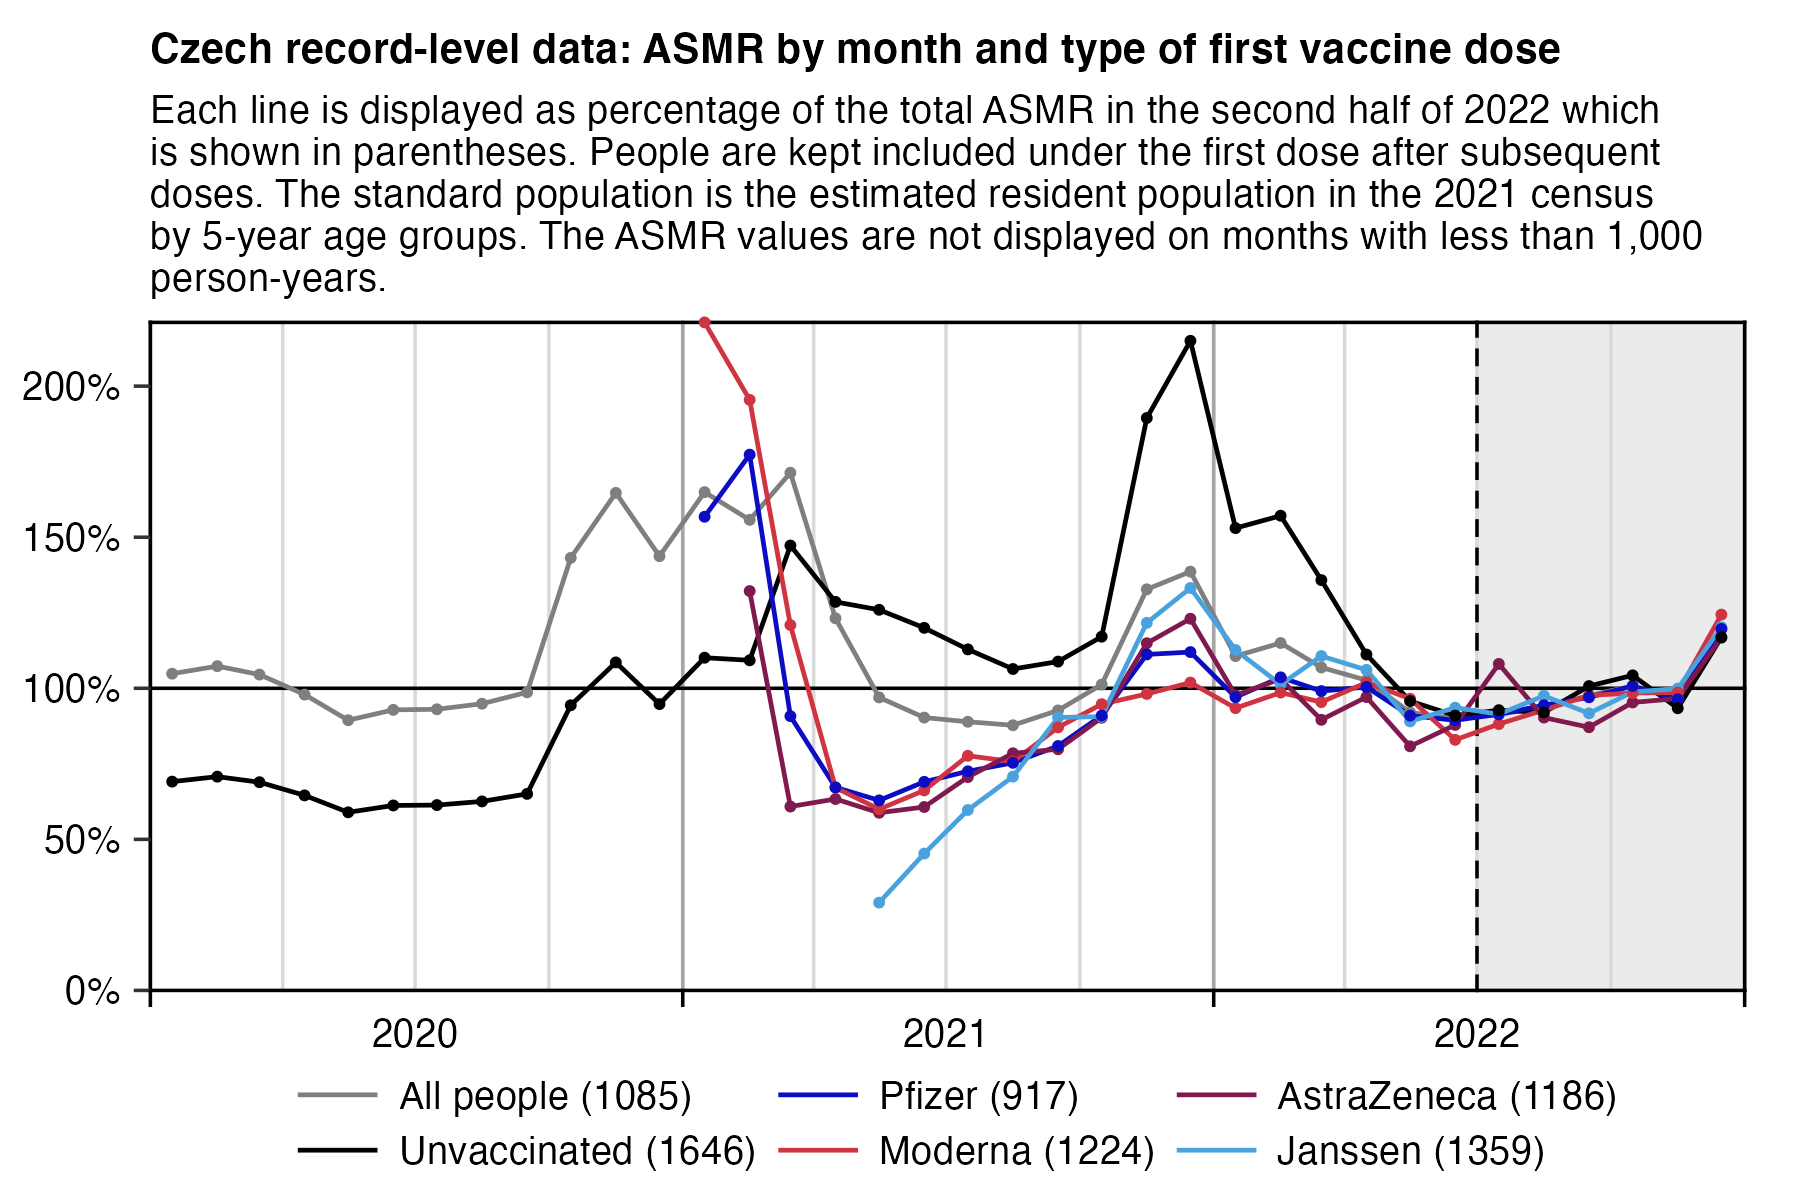 Czech record-level data: ASMR by month and type of first vaccine dose
Each line is displayed as percentage of the total ASMR in the second half of 2022 which
is shown in parentheses. People are kept included under the first dose after subsequent
doses. The standard population is the estimated resident population in the 2021 census
by 5-year age groups. The ASMR values are not displayed on months with less than 1,000
person-years.
200%
150%
100%
50%
0%
2020 2021 2022
All people (1085) Pfizer (917) AstraZeneca (1186)
Unvaccinated (1646) Moderna (1224) Janssen (1359)